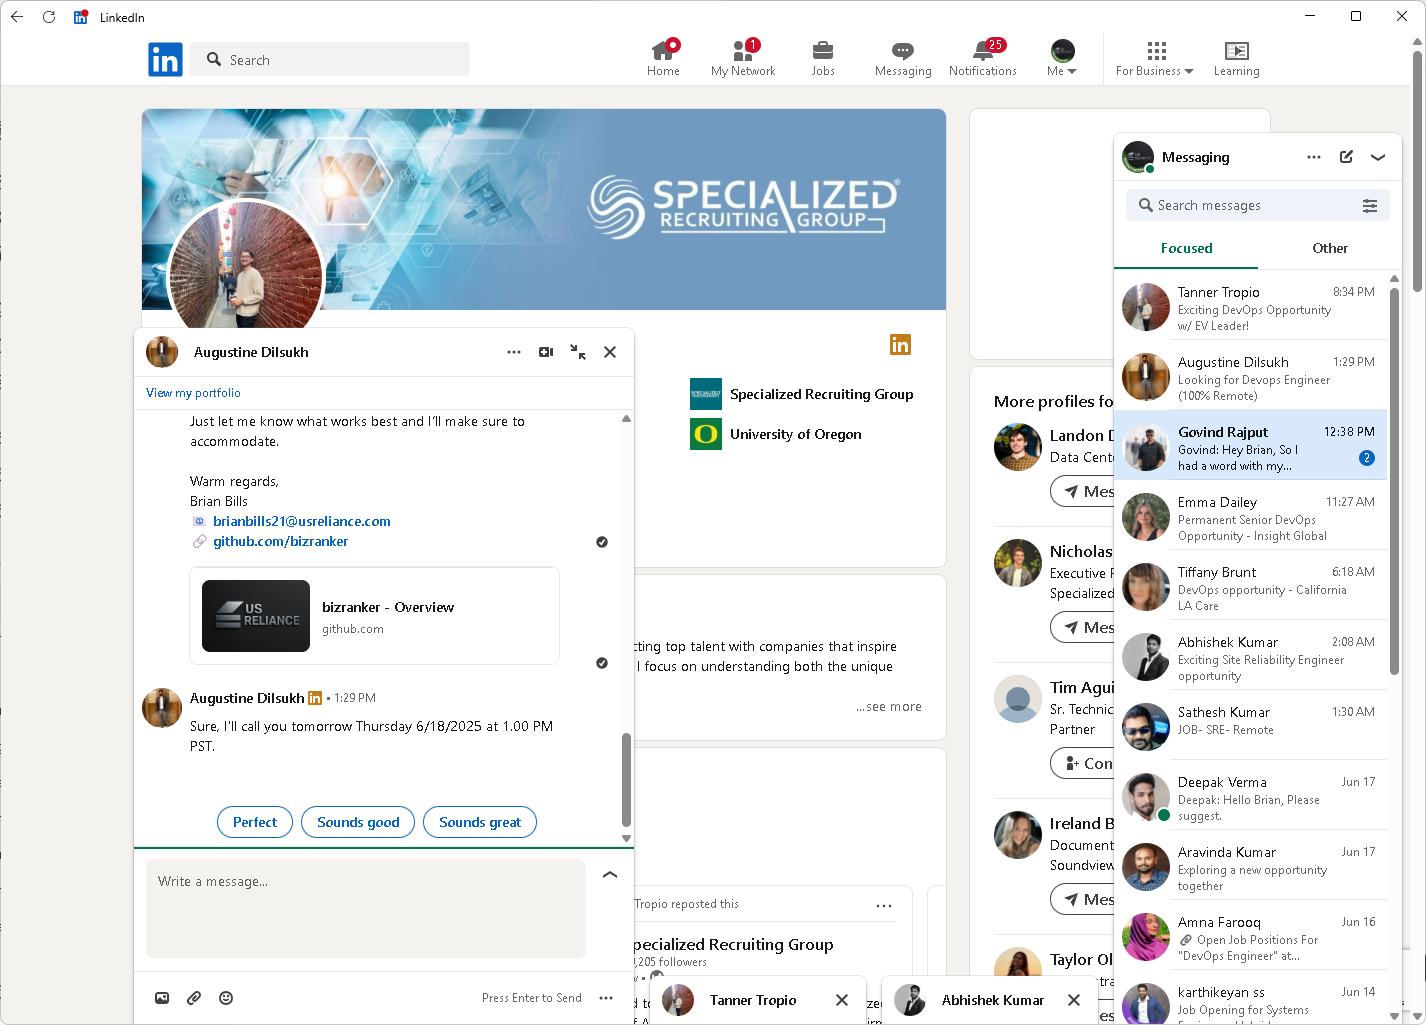 LinkedIn
in
Search
Home
1
My Network
Jobs
Messaging
25
Notifications
Me
For Business
Learning
SPECIALIZED®
RECRUITING GROUP
Specialized Recruiting Group
University of Oregon
Augustine Dilsukh
View my portfolio
Just let me know what works best and I'll make sure to
accommodate.
Warm regards,
Brian Bills
brianbills21@usreliance.com
github.com/bizranker
US
RELIANCE
bizranker - Overview
github.com
Augustine Dilsukh in • 1:29 PM
Sure, I'll call you tomorrow Thursday 6/18/2025 at 1.00 PM
PST.
Perfect
Sounds good
Sounds great
Write a message...
Press Enter to Send
cting top talent with companies that inspire
I focus on understanding both the unique
...see more
Tropio reposted this
pecialized Recruiting Group
,205 followers
Tanner Tropio
Abhishek Kumar
More profiles fo
Landon D
Data Cent
Mes
Nicholas
Executive R
Specialized
Mes
Tim Agui
Sr. Technic
Partner
Con
Ireland B
Document
Soundview
Mes
Taylor Ol
Messaging
Search messages
Focused
Other
Tanner Tropio 8:34 PM
Exciting DevOps Opportunity
w/ EV Leader!
Augustine Dilsukh 1:29 PM
Looking for Devops Engineer
(100% Remote)
Govind Rajput 12:38 PM
Govind: Hey Brian, So I
had a word with my... 2
Emma Dailey 11:27 AM
Permanent Senior DevOps
Opportunity - Insight Global
Tiffany Brunt 6:18 AM
DevOps opportunity - California
LA Care
Abhishek Kumar 2:08 AM
Exciting Site Reliability Engineer
opportunity
Sathesh Kumar 1:30 AM
JOB- SRE- Remote
Deepak Verma Jun 17
Deepak: Hello Brian, Please
suggest.
Aravinda Kumar Jun 17
Exploring a new opportunity
together
Amna Farooq Jun 16
Open Job Positions For
"DevOps Engineer" at...
karthikeyan ss Jun 14
Job Opening for Systems